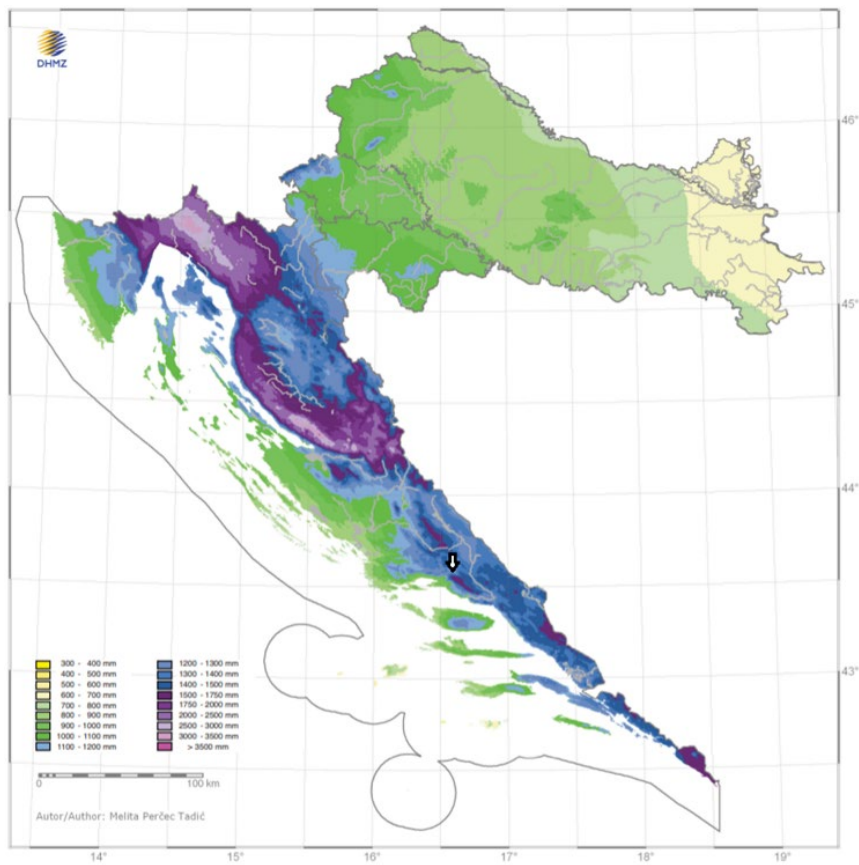 DHMZ
46°
45°
44°
43°
300 - 400 mm
400 - 500 mm
500 - 600 mm
600 - 700 mm
700 - 800 mm
800 - 900 mm
900 - 1000 mm
1000 - 1100 mm
1100 - 1200 mm
1200 - 1300 mm
1300 - 1400 mm
1400 - 1500 mm
1500 - 1750 mm
1750 - 2000 mm
2000 - 2500 mm
2500 - 3000 mm
3000 - 3500 mm
> 3500 mm
0 100 km
Autor/Author: Melita Perčec Tadić
14° 15° 16° 17° 18° 19°